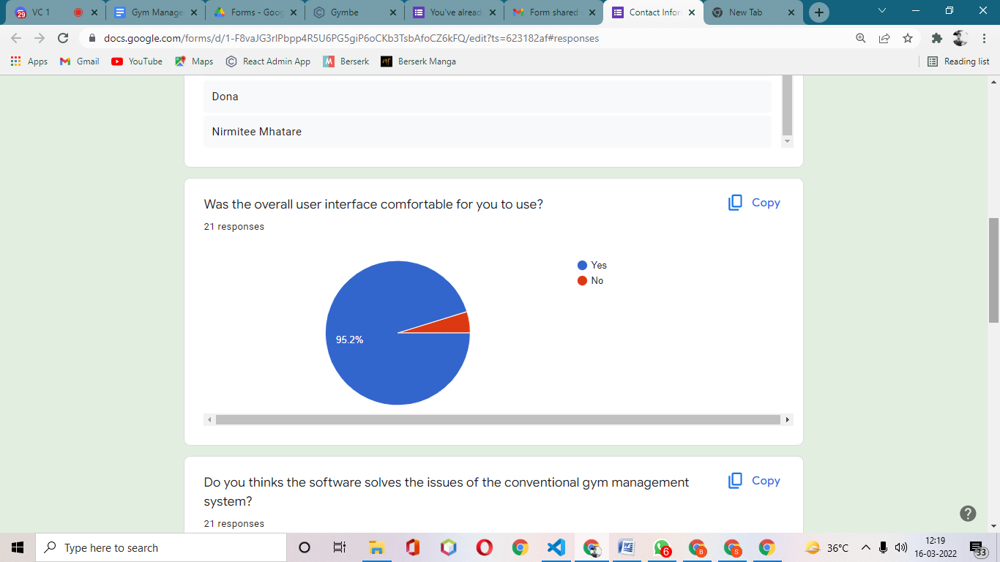 29
VC 1
Gym Manage
Forms - Goog
Gymbe
You've alread
Form shared
Contact Infor
New Tab
docs.google.com/forms/d/1-F8vaJG3rIPbpp4R5U6PG5giP6oCKb3TsbAfoCZ6kFQ/edit?ts=623182af#responses
Apps
Gmail
YouTube
Maps
React Admin App
Berserk
Berserk Manga
Reading list
Dona
Nirmitee Mhatare
Was the overall user interface comfortable for you to use?
Copy
21 responses
Yes
No
95.2%
Do you thinks the software solves the issues of the conventional gym management
system?
Copy
21 responses
Type here to search
6
B
S
36°C
12:19
16-03-2022
33